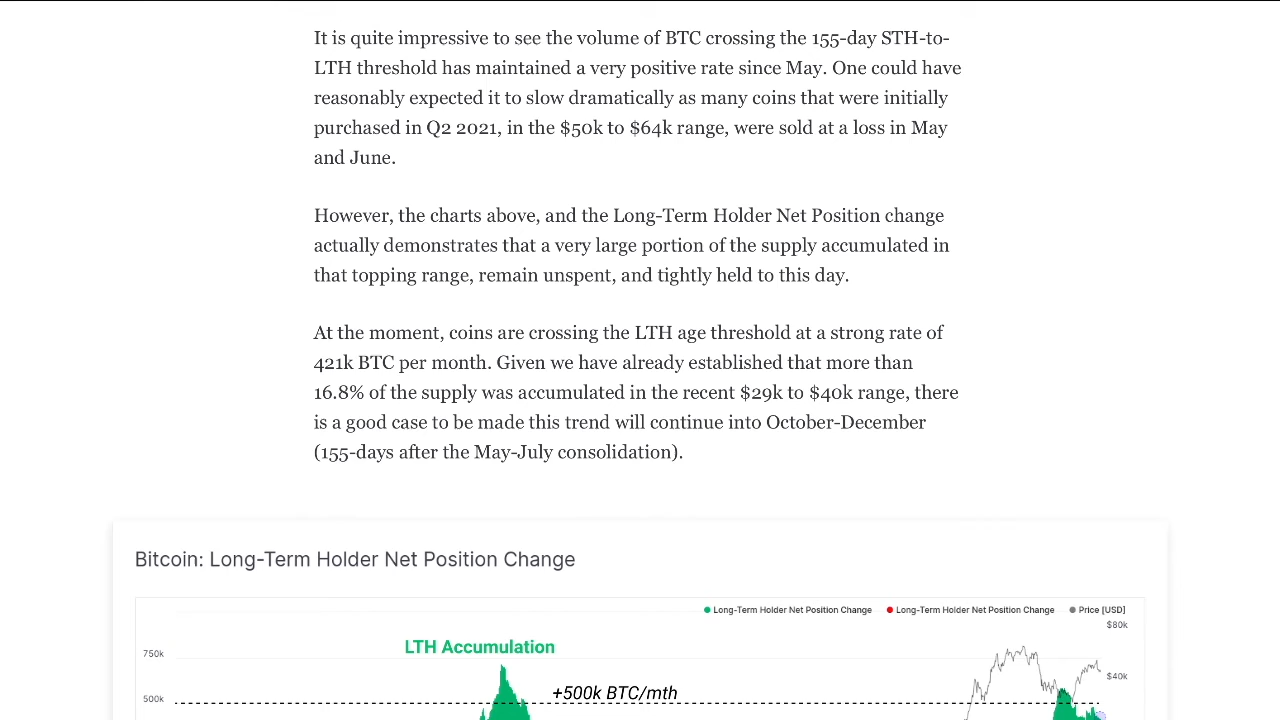 It is quite impressive to see the volume of BTC crossing the 155-day STH-to-
LTH threshold has maintained a very positive rate since May. One could have
reasonably expected it to slow dramatically as many coins that were initially
purchased in Q2 2021, in the $50k to $64k range, were sold at a loss in May
and June.
However, the charts above, and the Long-Term Holder Net Position change
actually demonstrates that a very large portion of the supply accumulated in
that topping range, remain unspent, and tightly held to this day.
At the moment, coins are crossing the LTH age threshold at a strong rate of
421k BTC per month. Given we have already established that more than
16.8% of the supply was accumulated in the recent $29k to $40k range, there
is a good case to be made this trend will continue into October-December
(155-days after the May-July consolidation).
Bitcoin: Long-Term Holder Net Position Change
Long-Term Holder Net Position Change Long-Term Holder Net Position Change Price [USD]
$80k
LTH Accumulation
750k
$40k
+500k BTC/mth
500k